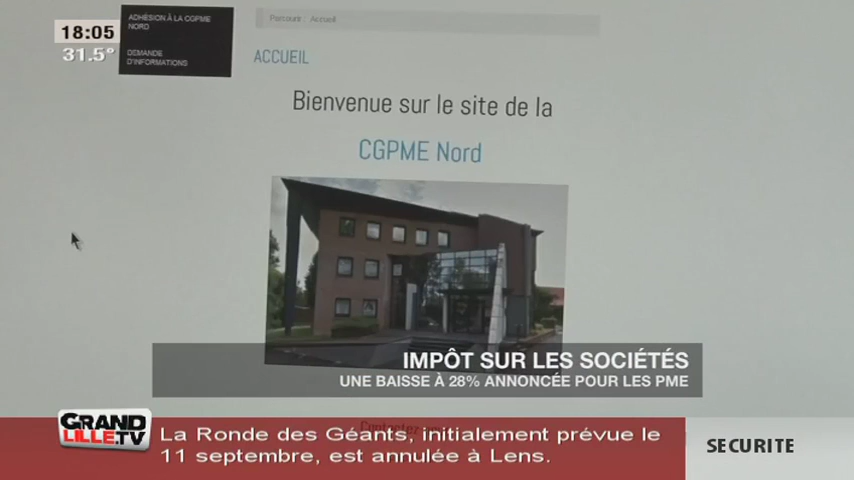 18:05
31.5°
ADHÉSION À LA CGPME
NORD
DEMANDE
D'INFORMATIONS
Parcourir : Accueil
ACCUEIL
Bienvenue sur le site de la
CGPME Nord
IMPÔT SUR LES SOCIÉTÉS
UNE BAISSE À 28% ANNONCÉE POUR LES PME
GRAND
LILLE.TV
La Ronde des Géants, initialement prévue le
11 septembre, est annulée à Lens.
SECURITE